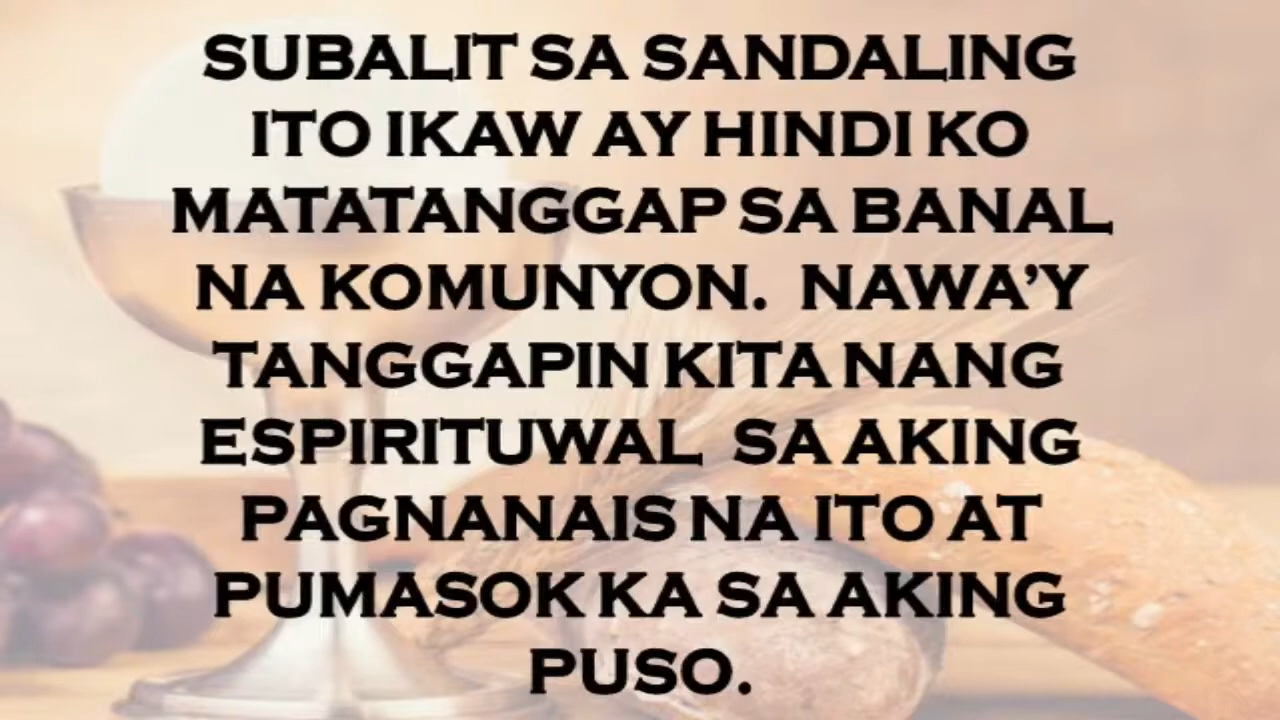 SUBALIT SA SANDALING
ITO IKAW AY HINDI KO
MATATANGGAP SA BANAL
NA KOMUNYON. NAWA'Y
TANGGAPIN KITA NANG
ESPIRITUWAL SA AKING
PAGNANAIS NA ITO AT
PUMASOK KA SA AKING
PUSO.